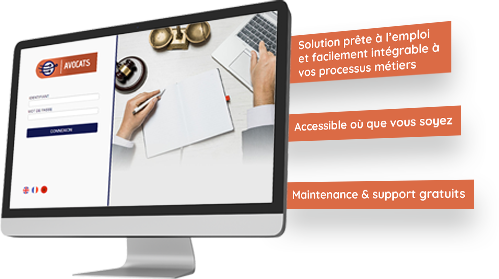 AVOCATS
IDENTIFIANT
MOT DE PASSE
CONNEXION
Solution prête à l'emploi
et facilement intégrable à
vos processus métiers
Accessible où que vous soyez
Maintenance & support gratuits